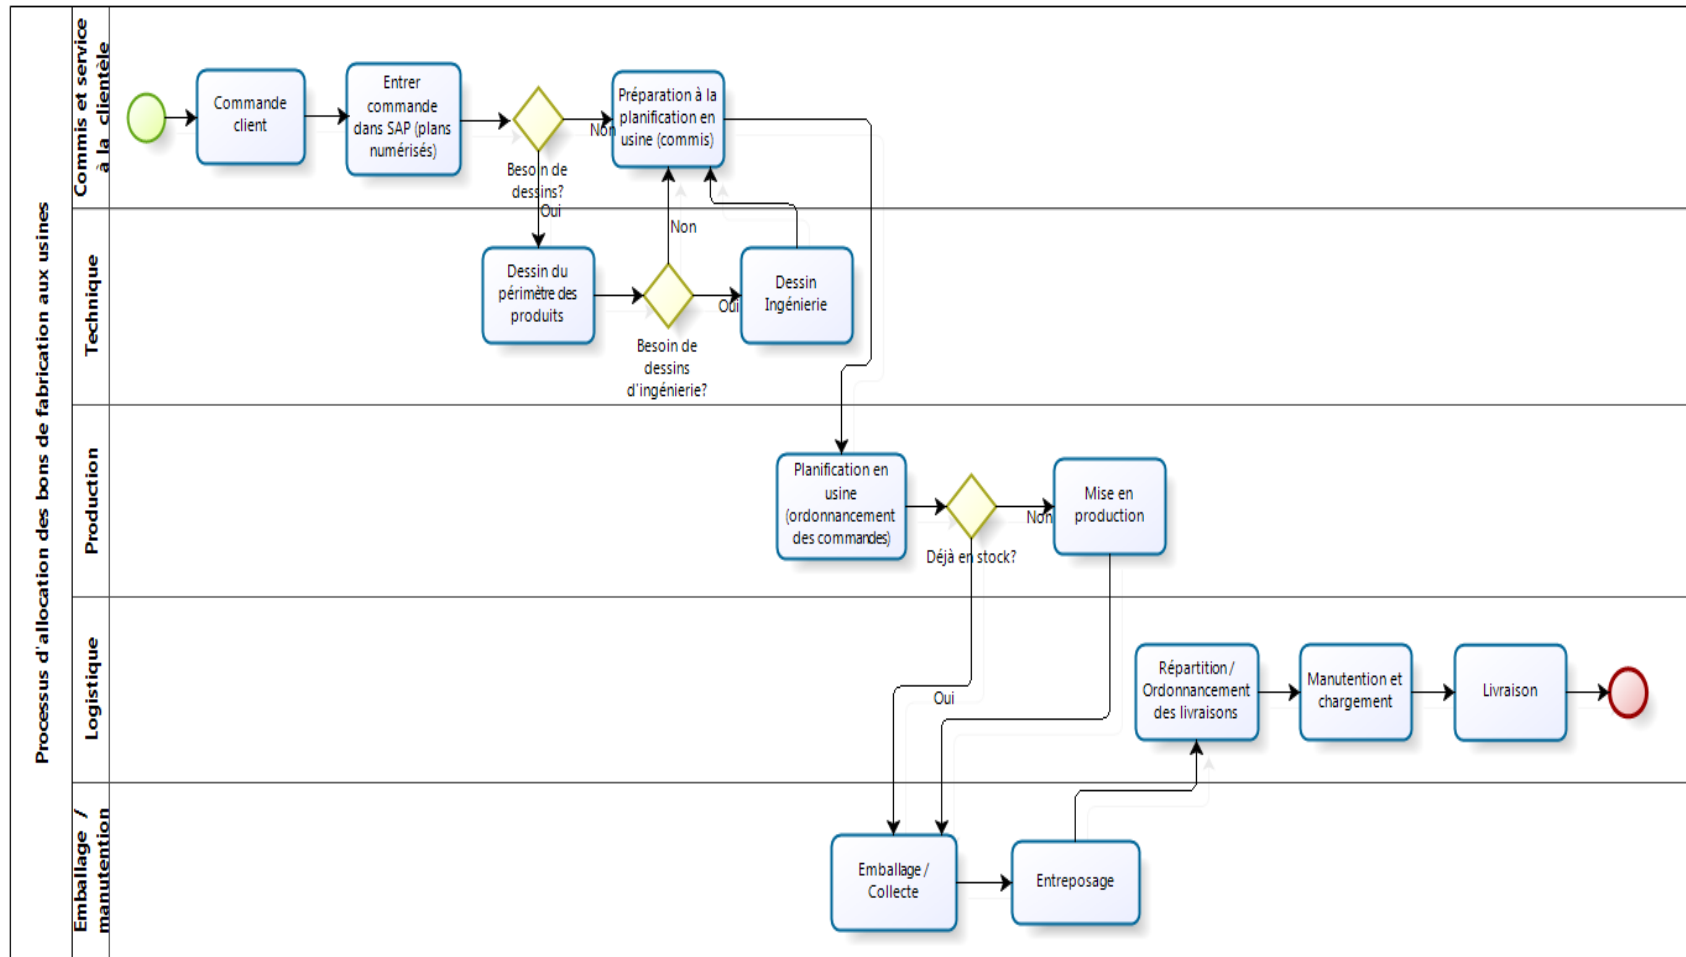 Processus d'allocation des bons de fabrication aux usines
Commis et service
à la clientèle
Commande
client
Entrer
commande
dans SAP (plans
numérisés)
Besoin de
dessins?
Non
Oui
Préparation à la
planification en
usine (commis)
Technique
Dessin du
périmètre des
produits
Non
Oui
Besoin de
dessins
d'ingénierie?
Dessin
Ingénierie
Production
Planification en
usine
(ordonnancement
des commandes)
Déjà en stock?
Non
Mise en
production
Logistique
Oui
Répartition /
Ordonnancement
des livraisons
Manutention et
chargement
Livraison
Emballage /
manutention
Emballage /
Collecte
Entreposage